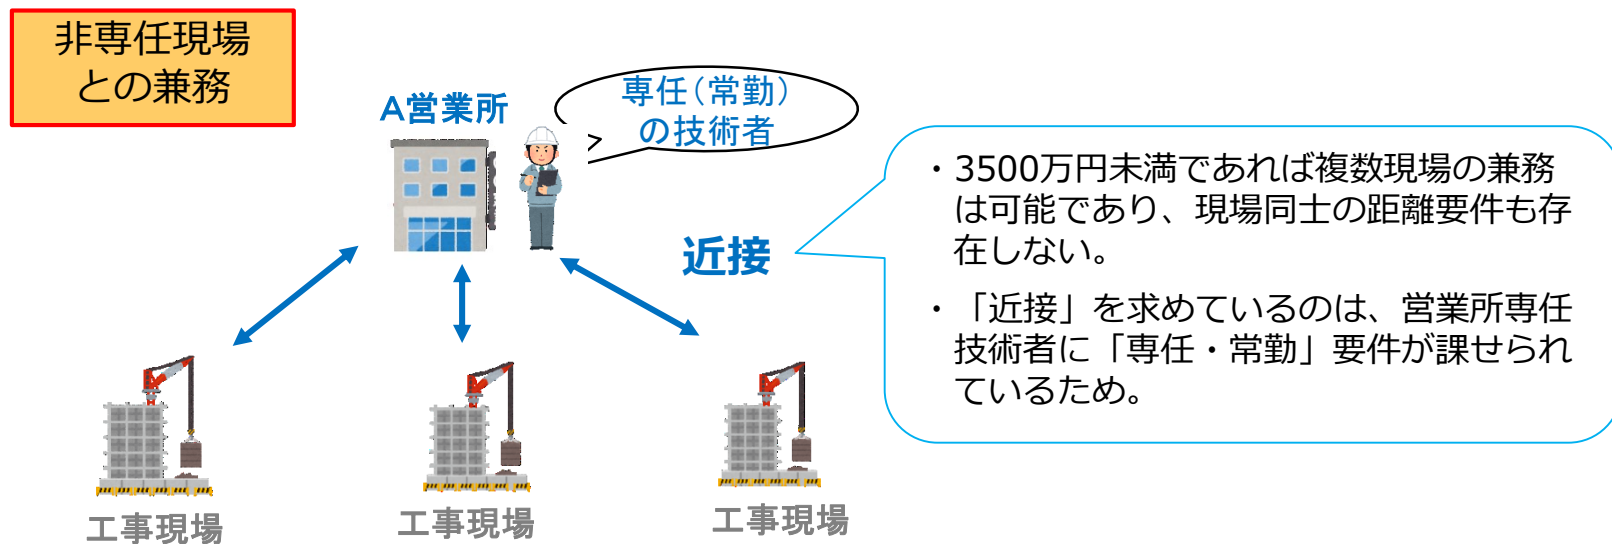 非専任現場
との兼務
専任（常勤）
の技術者
A営業所
・3500万円未満であれば複数現場の兼務
は可能であり、現場同士の距離要件も存
在しない。
・「近接」を求めているのは、営業所専任
技術者に「専任・常勤」要件が課せられ
ているため。
近接
工事現場
工事現場
工事現場